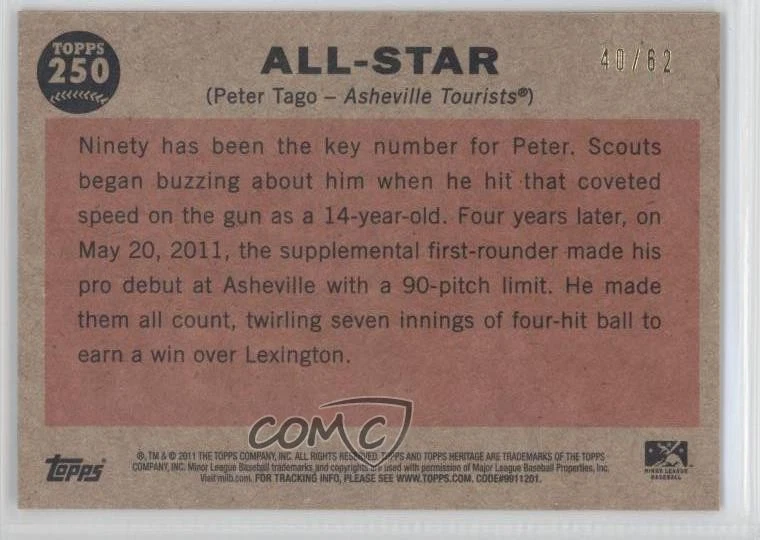 TOPPS
250
ALL-STAR
40/62
(Peter Tago – Asheville Tourists®)
Ninety has been the key number for Peter. Scouts
began buzzing about him when he hit that coveted
speed on the gun as a 14-year-old. Four years later, on
May 20, 2011, the supplemental first-rounder made his
pro debut at Asheville with a 90-pitch limit. He made
them all count, twirling seven innings of four-hit ball to
earn a win over Lexington.
COMC
topps
®, TM & © 2011 THE TOPPS COMPANY, INC. ALL RIGHTS RESERVED. TOPPS AND TOPPS HERITAGE ARE TRADEMARKS OF THE TOPPS
COMPANY, INC. Minor League Baseball trademarks and copyrights are used with permission of Major League Baseball Properties, Inc.
Visit milb.com. FOR TRACKING INFO, PLEASE SEE WWW.TOPPS.COM. CODE#9911201.
MINOR LEAGUE
BASEBALL